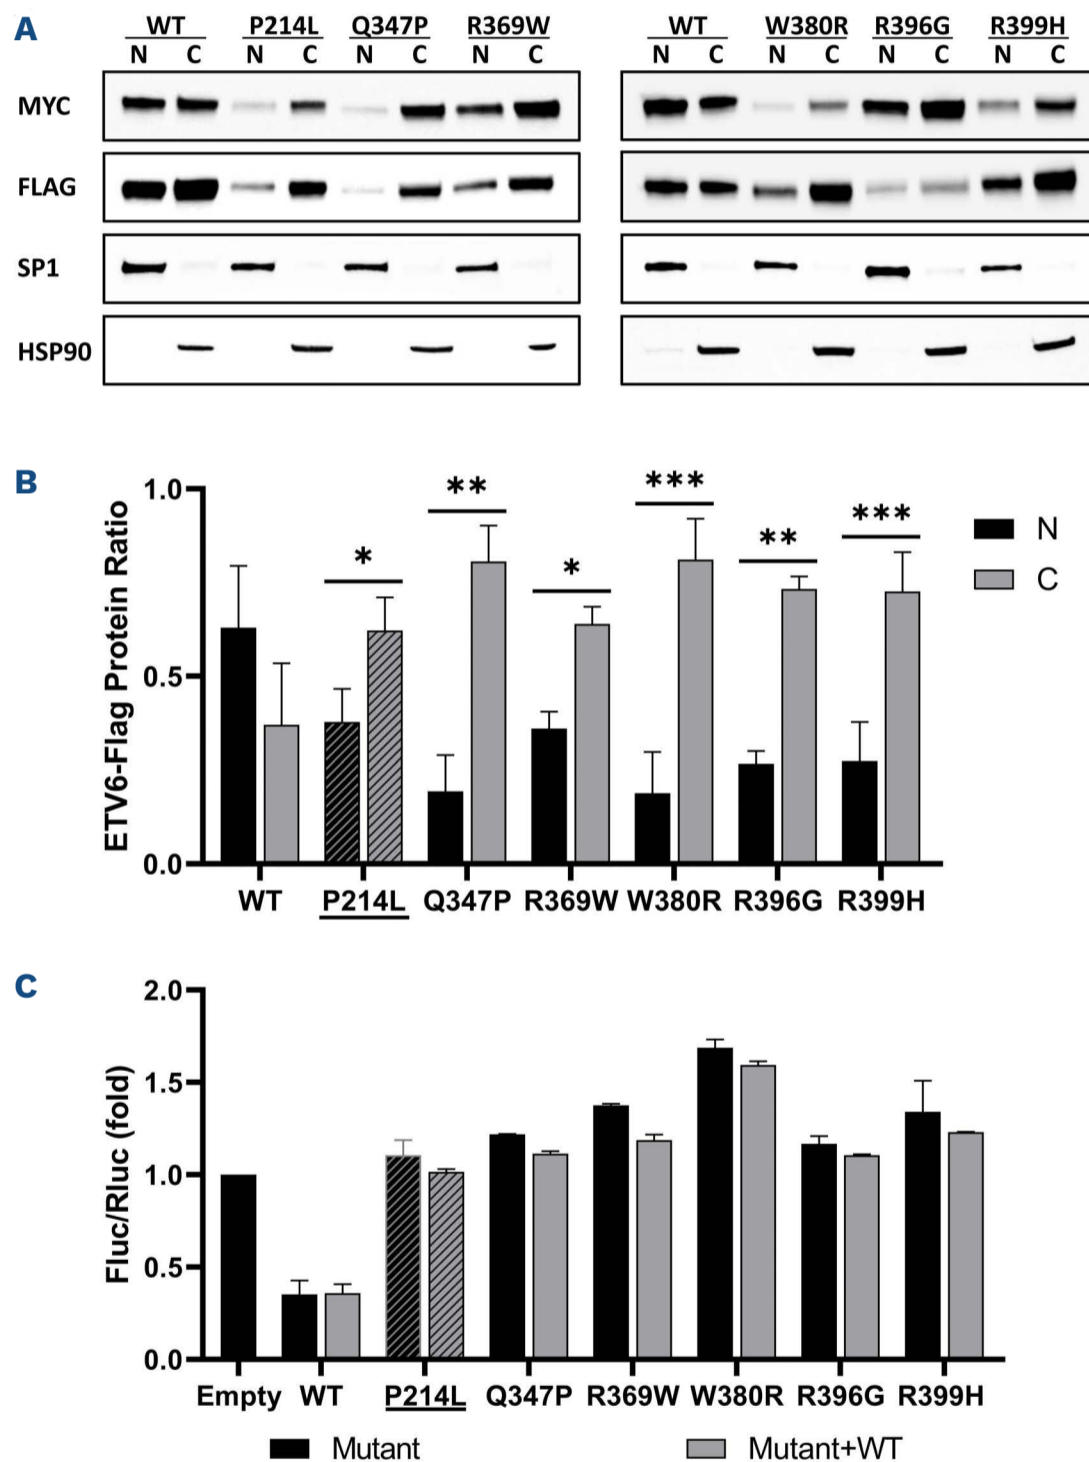 A
WT P214L Q347P R369W WT W380R R396G R399H
N C N C N C N C N C N C N C N C
MYC
FLAG
SP1
HSP90
B
ETV6-Flag Protein Ratio
1.0
0.5
0.0
* ** * *** ** ***
N
C
WT P214L Q347P R369W W380R R396G R399H
C
Fluc/Rluc (fold)
2.0
1.5
1.0
0.5
0.0
Empty WT P214L Q347P R369W W380R R396G R399H
Mutant Mutant+WT